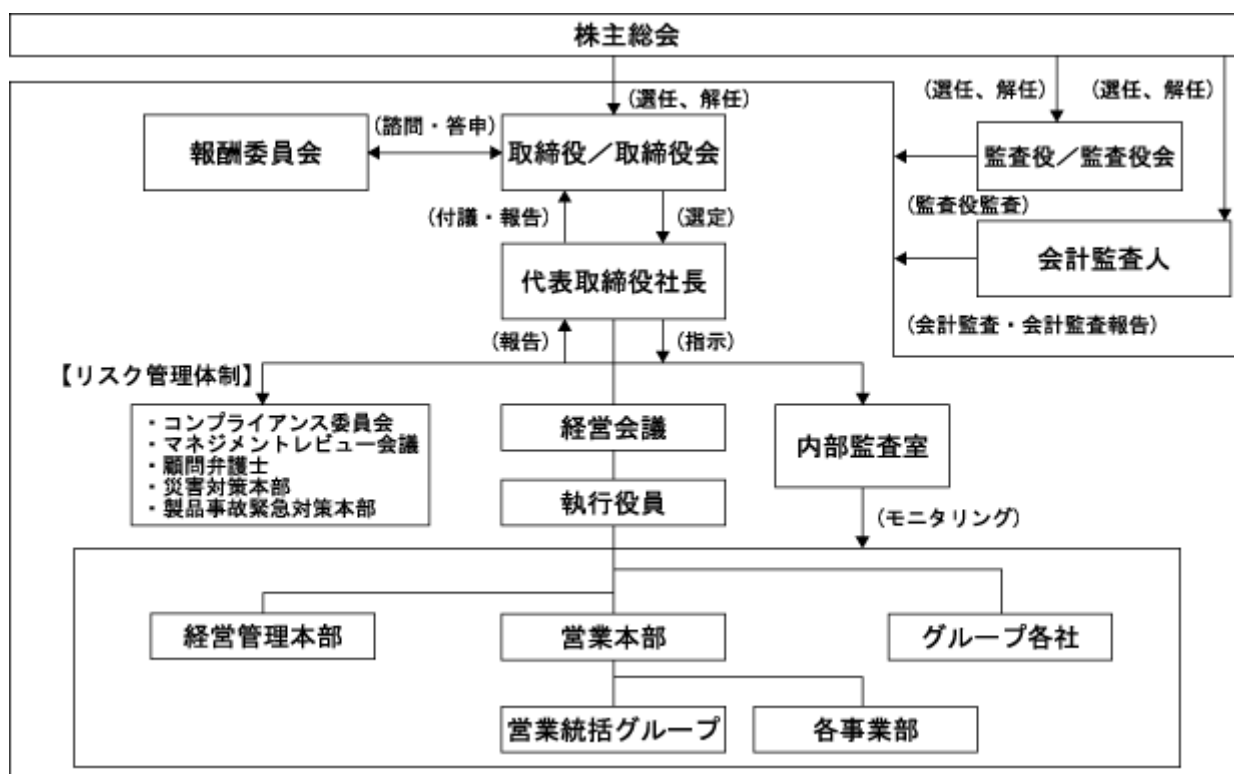 株主総会
(選任、解任)
(選任、解任)
(選任、解任)
報酬委員会
(諮問・答申)
取締役／取締役会
監査役／監査役会
(付議・報告)
(選定)
(監査役監査)
代表取締役社長
会計監査人
(報告)
(指示)
(会計監査・会計監査報告)
【リスク管理体制】
・コンプライアンス委員会
・マネジメントレビュー会議
・顧問弁護士
・災害対策本部
・製品事故緊急対策本部
経営会議
内部監査室
執行役員
(モニタリング)
経営管理本部
営業本部
グループ各社
営業統括グループ
各事業部